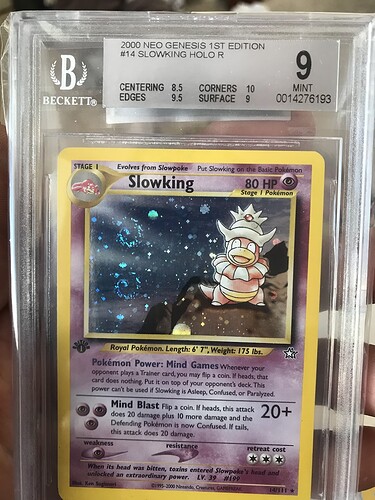 2000 NEO GENESIS 1ST EDITION
#14 SLOWKING HOLO R
9
MINT
CENTERING 8.5 CORNERS 10
EDGES 9.5 SURFACE 9
0014276193
B
BECKETT®
STAGE 1 Evolves from Slowpoke Put Slowking on the Basic Pokémon
Slowking 80 HP
Stage 1 Pokémon
Royal Pokémon. Length: 6' 7", Weight: 175 lbs.
Pokémon Power: Mind Games Whenever your
opponent plays a Trainer card, you may flip a coin. If heads, that
card does nothing. Put it on top of your opponent's deck. This
power can't be used if Slowking is Asleep, Confused, or Paralyzed.
Mind Blast Flip a coin. If heads, this attack
does 20 damage plus 10 more damage and the
Defending Pokémon is now Confused. If tails,
this attack does 20 damage.
20+
weakness resistance retreat cost
When its head was bitten, toxins entered Slowpoke's head and
unlocked an extraordinary power. LV. 39 #199
©1995-2000 Nintendo, Creatures, 14/111